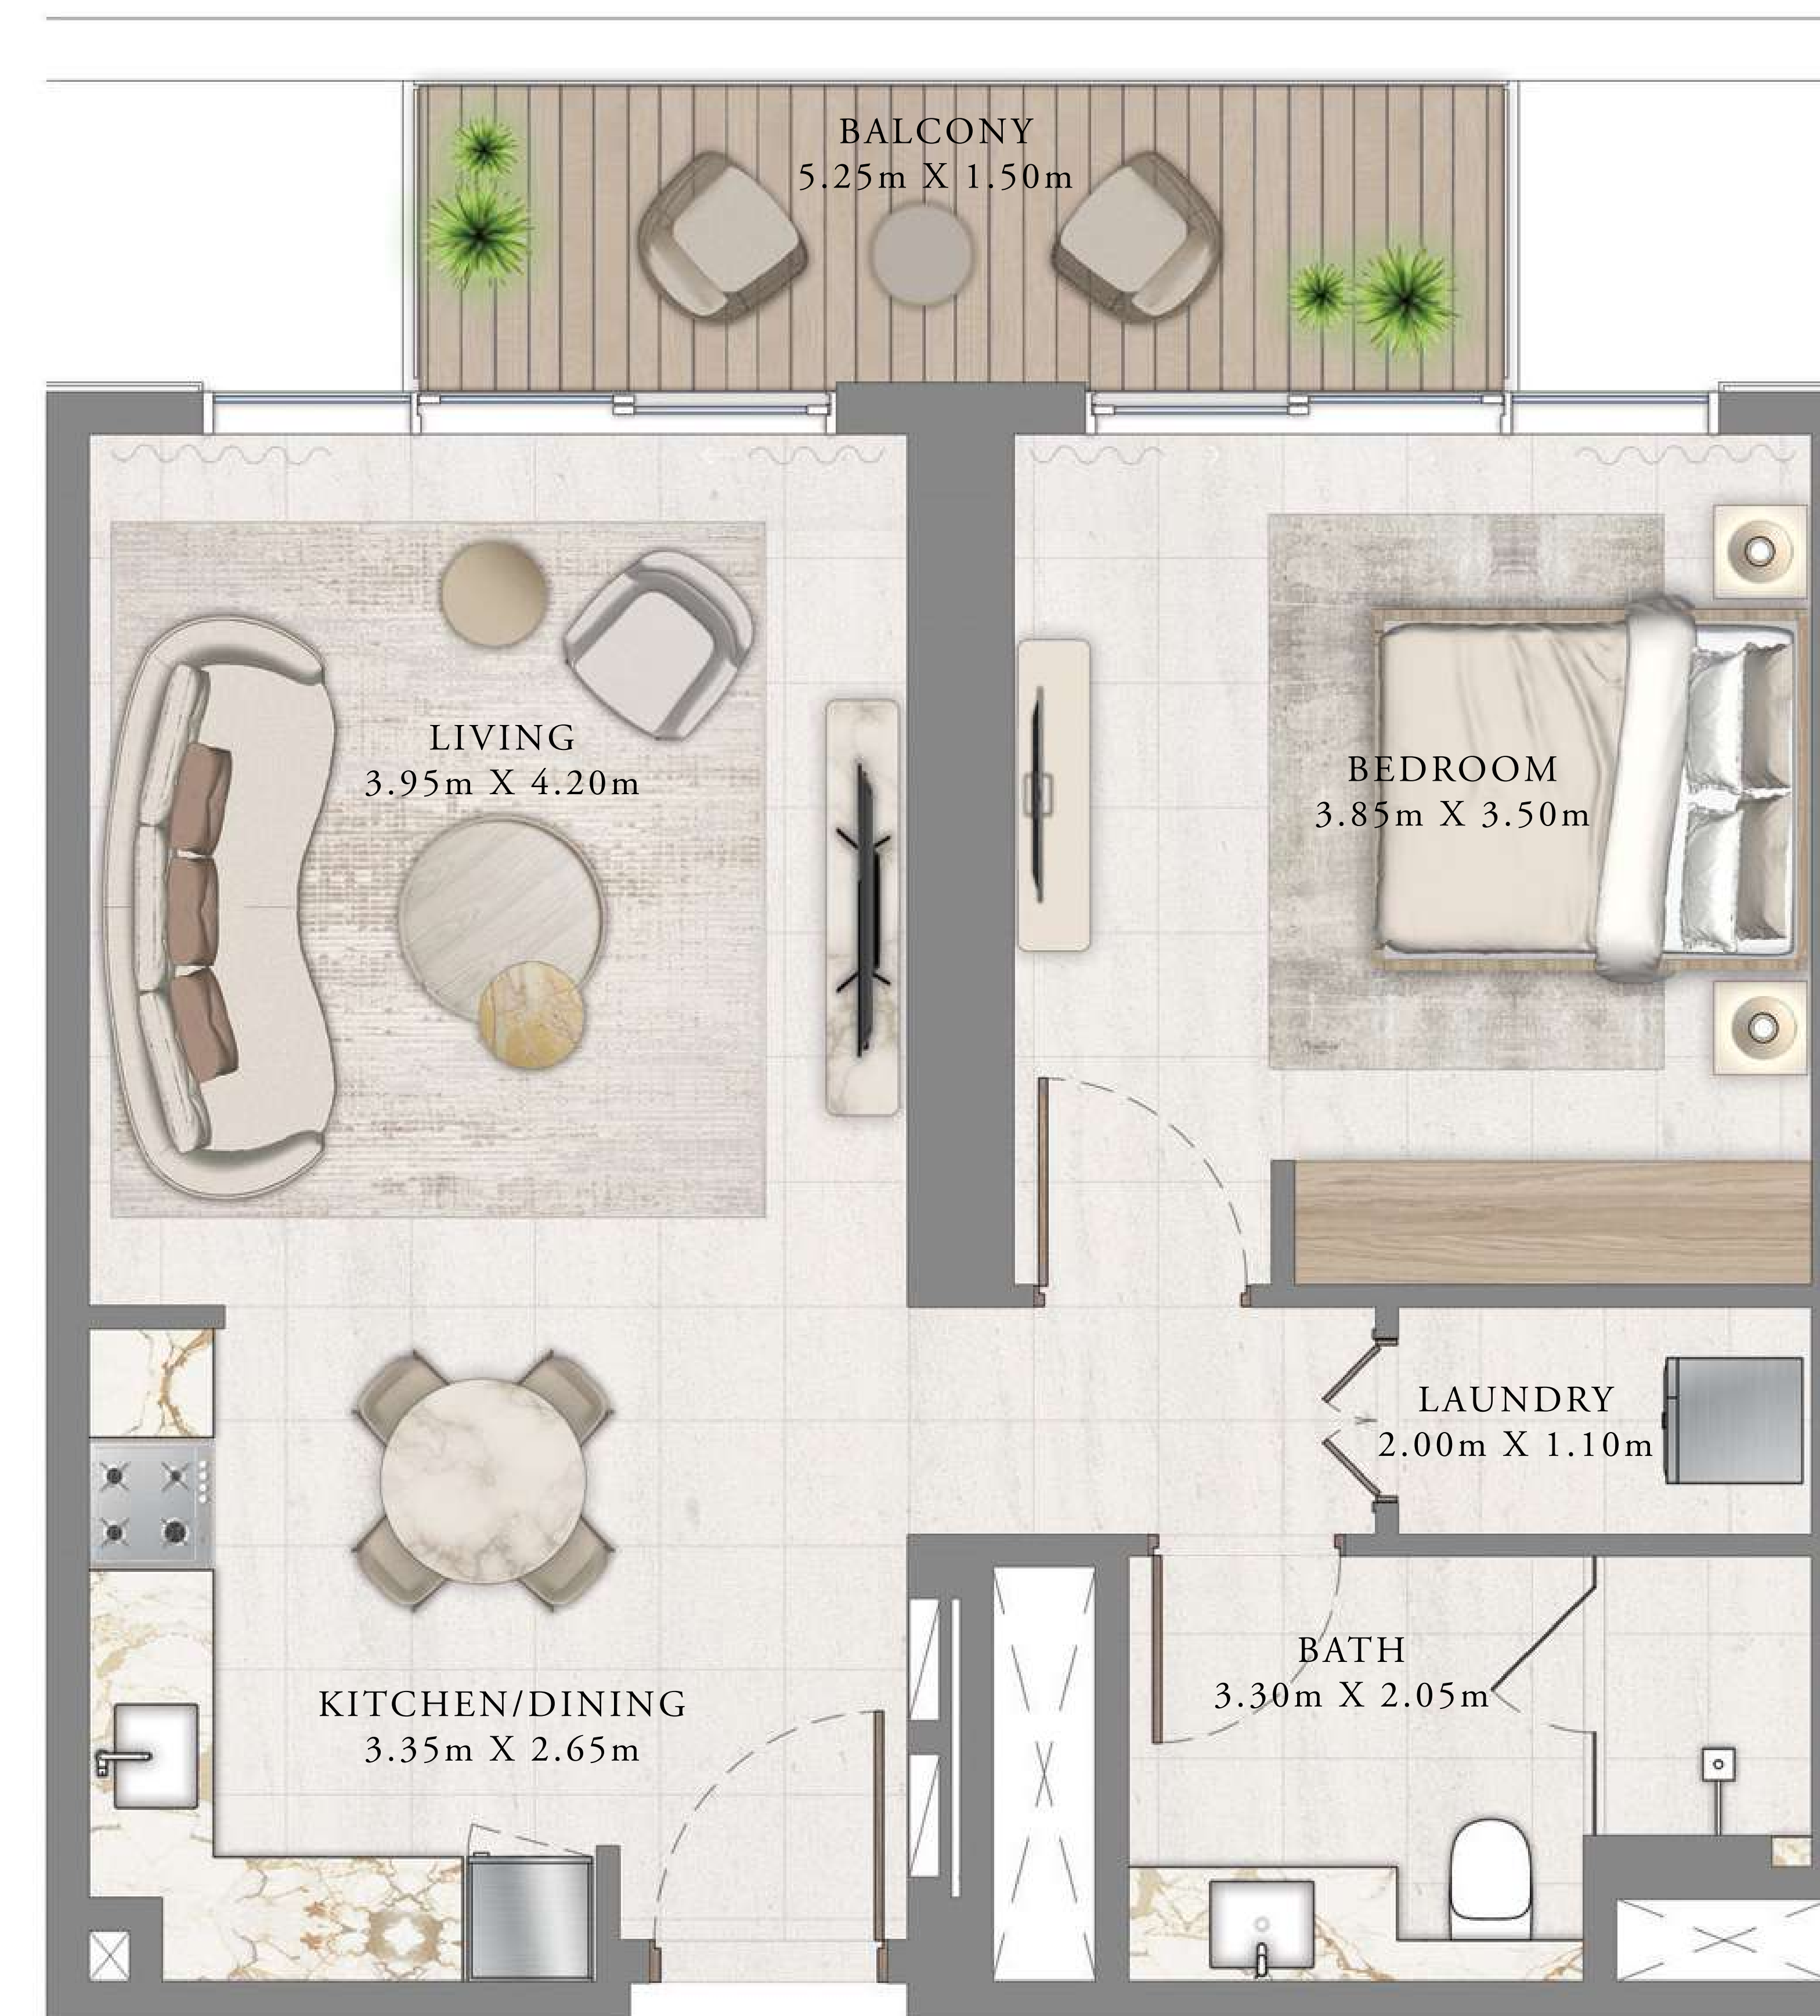 BALCONY
5.25m X 1.50m
LIVING
3.95m X 4.20m
BEDROOM
3.85m X 3.50m
LAUNDRY
2.00m X 1.10m
BATH
3.30m X 2.05m
KITCHEN/DINING
3.35m X 2.65m